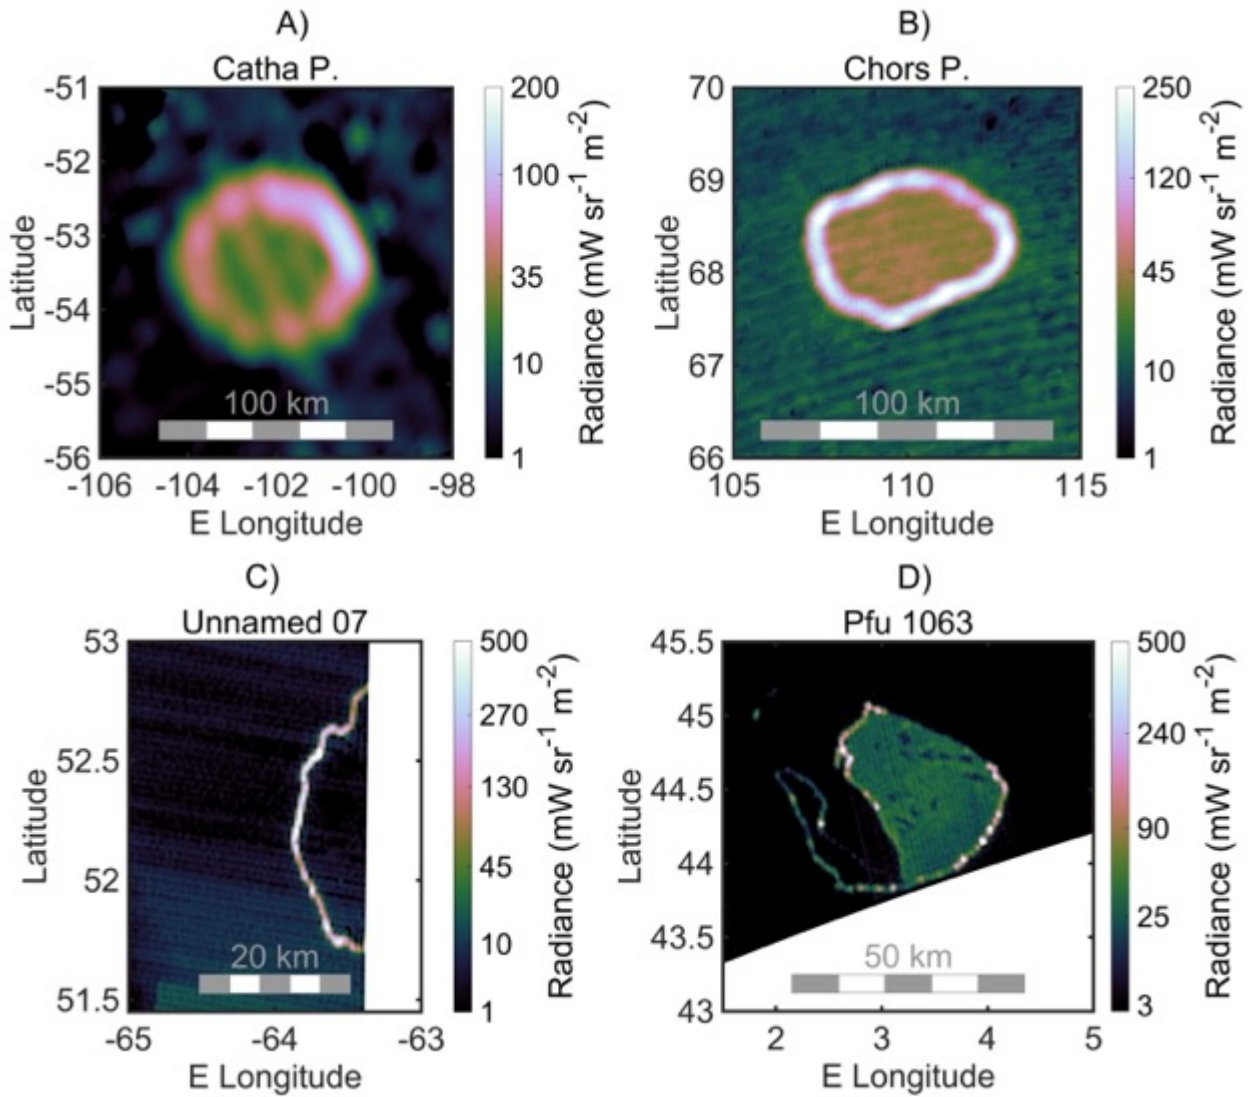 A)
Catha P.
-51
-52
-53
-54
-55
-56
Latitude
-106
-104
-102
-100
-98
E Longitude
100 km
200
100
35
10
1
Radiance (mW sr-1 m-2)
B)
Chors P.
70
69
68
67
66
Latitude
105
110
115
E Longitude
100 km
250
120
45
10
1
Radiance (mW sr-1 m-2)
C)
Unnamed 07
53
52.5
52
51.5
Latitude
-65
-64
-63
E Longitude
20 km
500
270
130
45
10
1
Radiance (mW sr-1 m-2)
D)
Pfu 1063
45.5
45
44.5
44
43.5
43
Latitude
2
3
4
5
E Longitude
50 km
500
240
90
25
3
Radiance (mW sr-1 m-2)